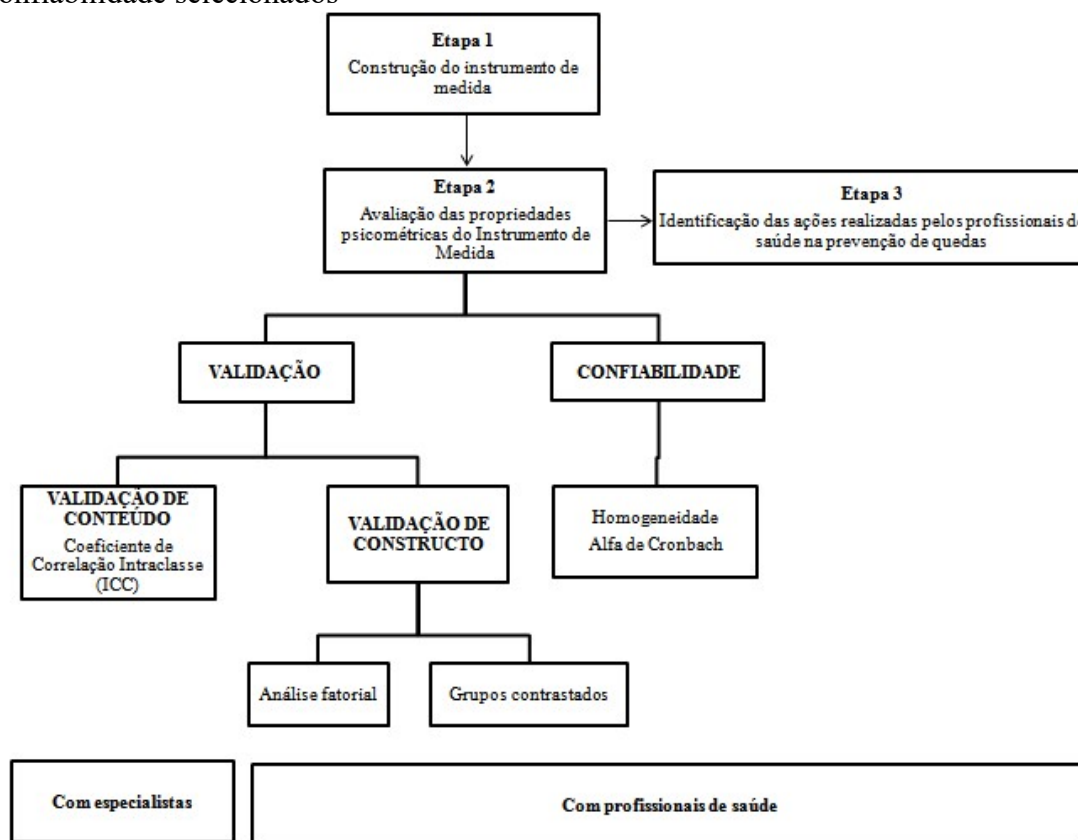 confiabilidade selecionados
Etapa 1
Construção do instrumento de
medida
Etapa 2
Avaliação das propriedades
psicométricas do Instrumento de
Medida
Etapa 3
Identificação das ações realizadas pelos profissionais de
saúde na prevenção de quedas
VALIDAÇÃO
CONFIABILIDADE
VALIDAÇÃO DE
CONTEÚDO
Coeficiente de
Correlação Intraclasse
(ICC)
VALIDAÇÃO DE
CONSTRUCTO
Homogeneidade
Alfa de Cronbach
Análise fatorial
Grupos contrastados
Com especialistas
Com profissionais de saúde